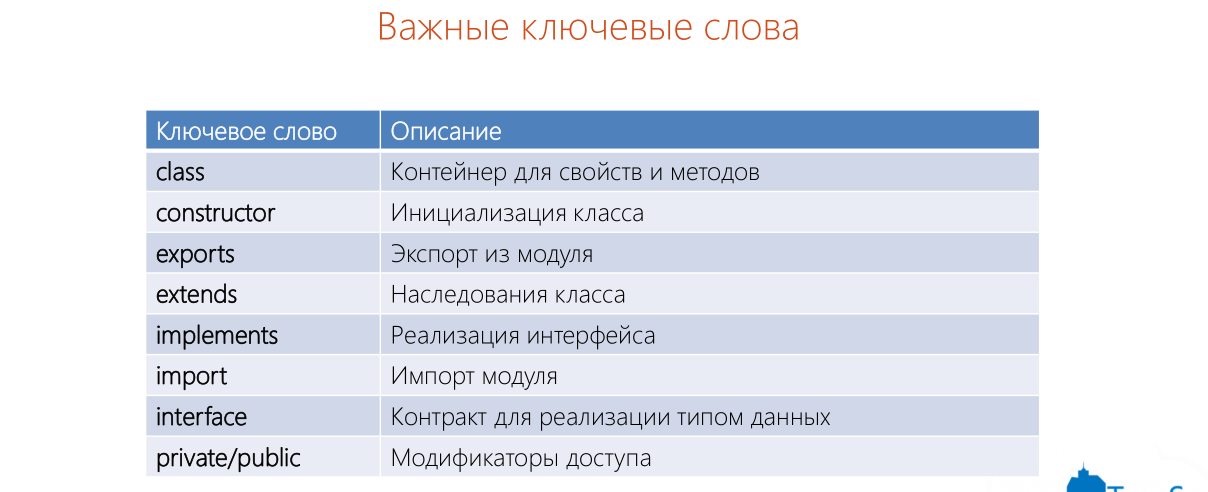 Важные ключевые слова
Ключевое слово Описание
class Контейнер для свойств и методов
constructor Инициализация класса
exports Экспорт из модуля
extends Наследования класса
implements Реализация интерфейса
import Импорт модуля
interface Контракт для реализации типом данных
private/public Модификаторы доступа